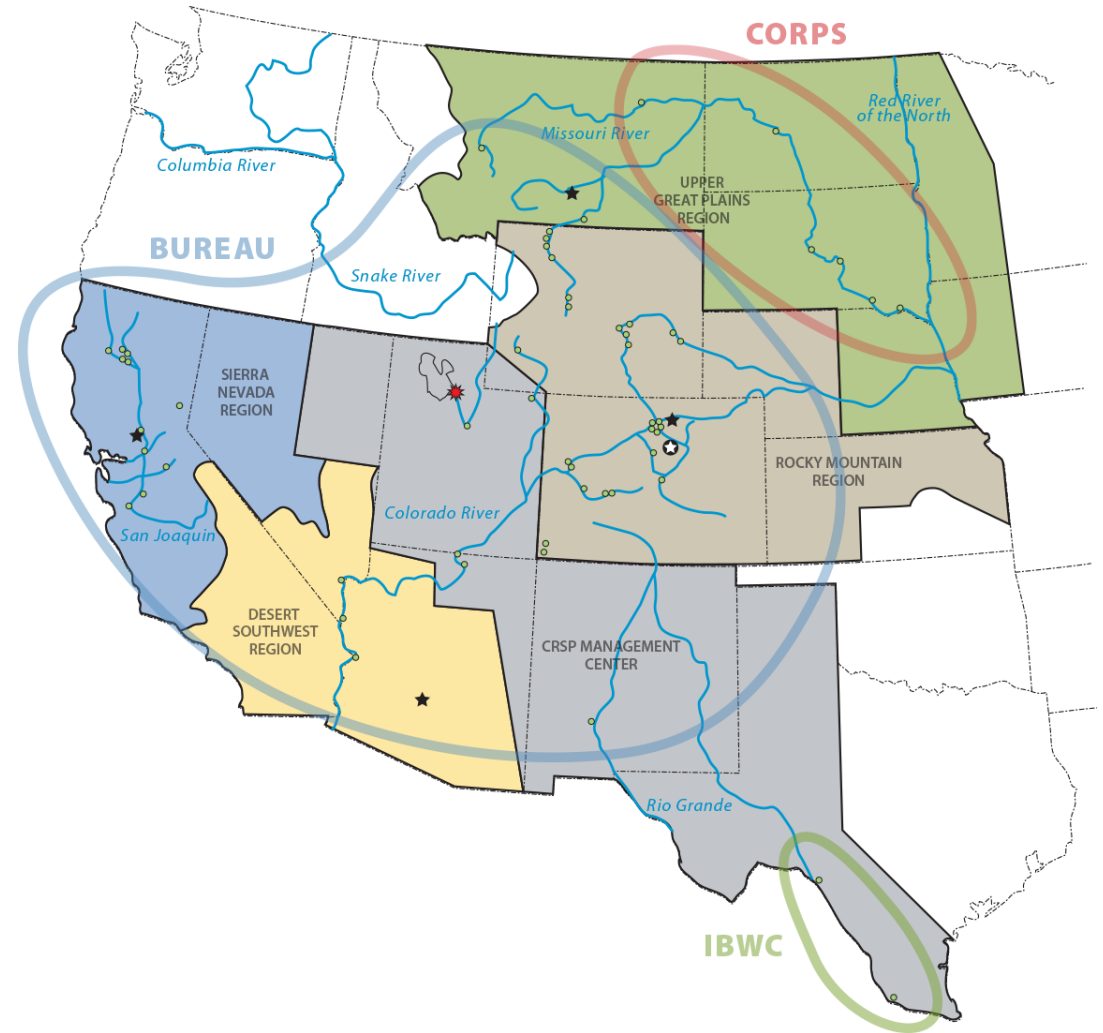 CORPS
Red River
of the North
Missouri River
Columbia River
UPPER
GREAT PLAINS
REGION
BUREAU
Snake River
SIERRA
NEVADA
REGION
ROCKY MOUNTAIN
REGION
Colorado River
San Joaquin
DESERT
SOUTHWEST
REGION
CRSP MANAGEMENT
CENTER
Rio Grande
IBWC